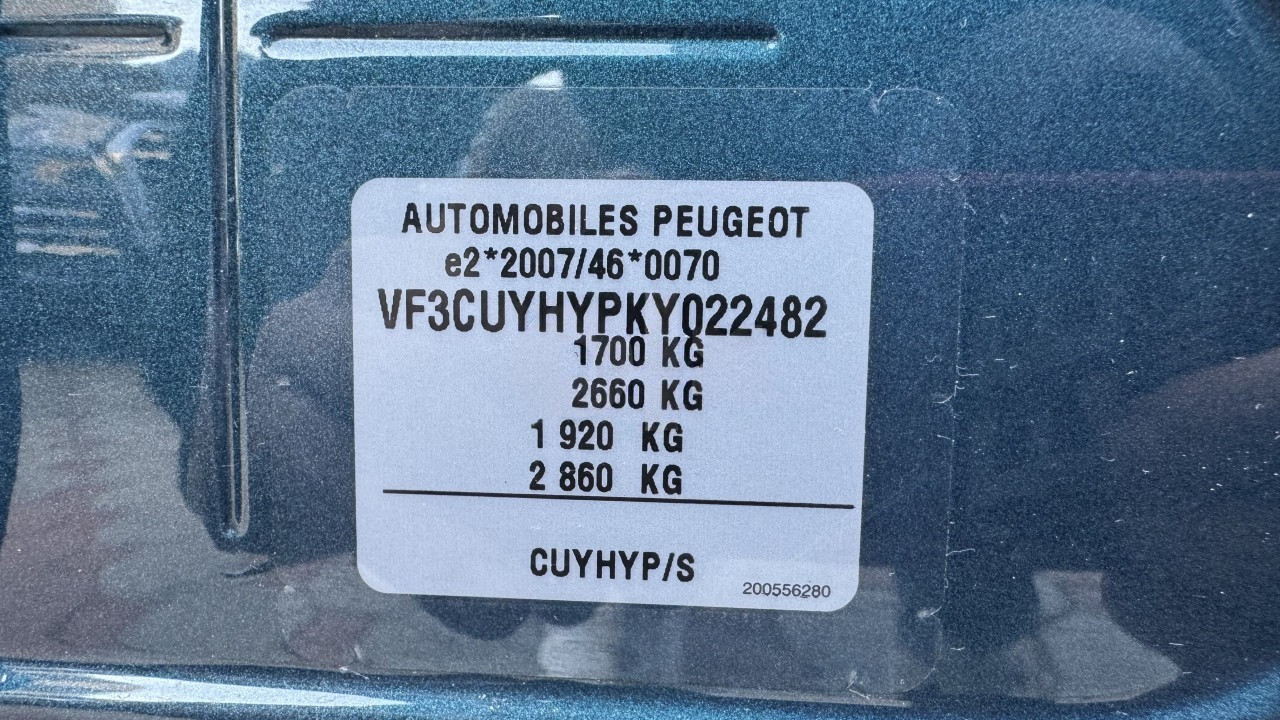 AUTOMOBILES PEUGEOT
e2*2007/46*0070
VF3CUYHYPKY022482
1700 KG
2660 KG
1 920 KG
2 860 KG
CUYHYP/S
200556280